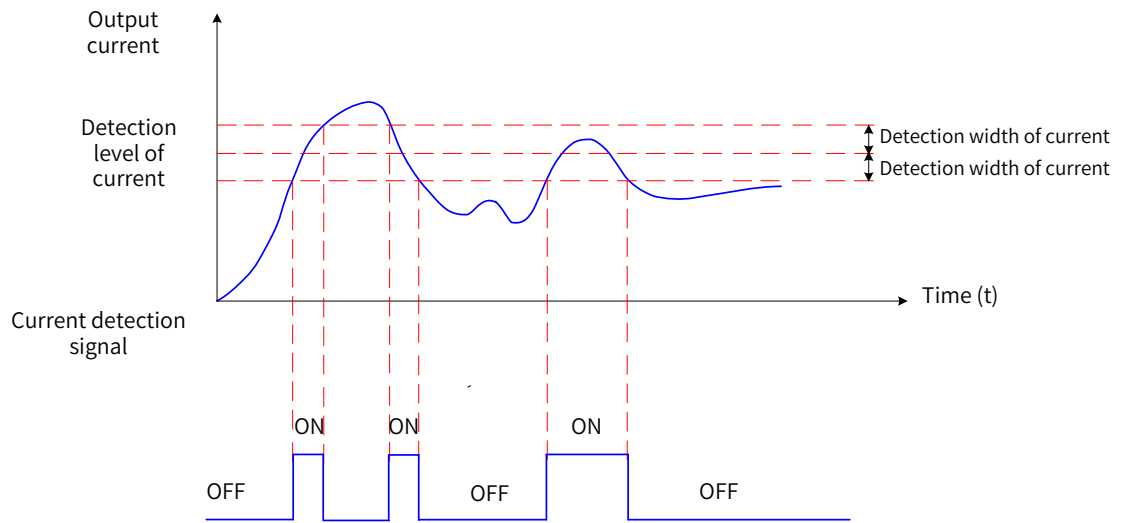 Output
current
Detection
level of
current
Detection width of current
Detection width of current
Time (t)
Current detection
signal
ON
ON
ON
OFF
OFF
OFF